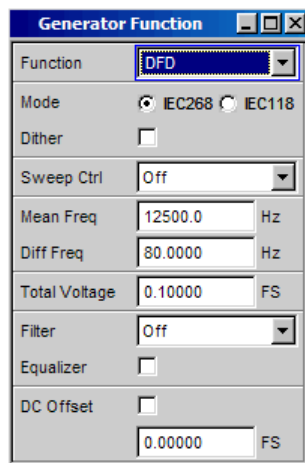 Generator Function
Function DFD
Mode IEC268 IEC118
Dither
Sweep Ctrl Off
Mean Freq 12500.0 Hz
Diff Freq 80.0000 Hz
Total Voltage 0.10000 FS
Filter Off
Equalizer
DC Offset
0.00000 FS